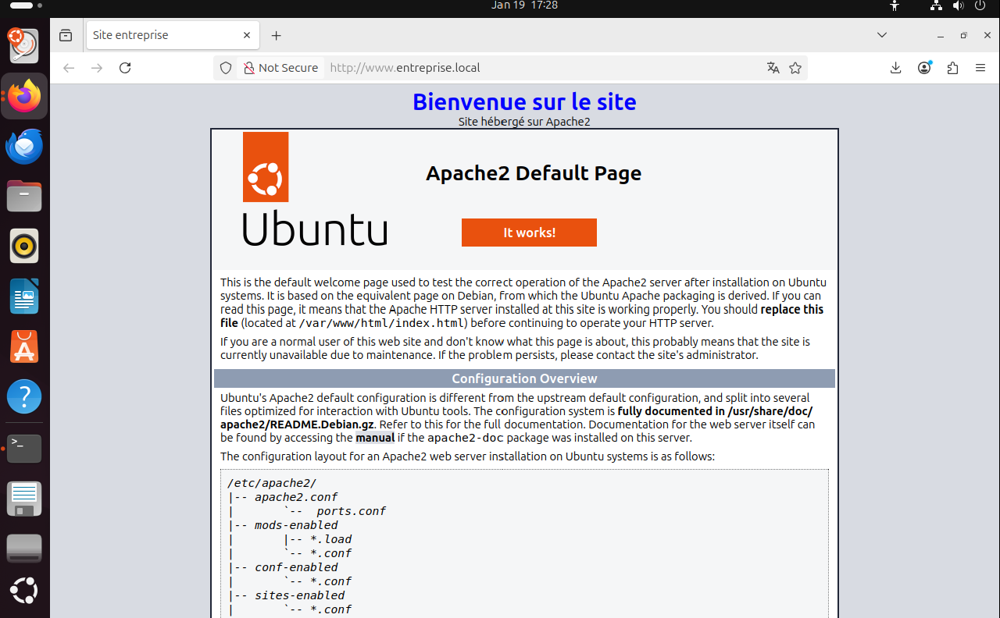 Jan 19 17:28
Site entreprise
Not Secure
http://www.entreprise.local
Bienvenue sur le site
Site hébergé sur Apache2
Ubuntu
Apache2 Default Page
It works!
This is the default welcome page used to test the correct operation of the Apache2 server after installation on Ubuntu
systems. It is based on the equivalent page on Debian, from which the Ubuntu Apache packaging is derived. If you can
read this page, it means that the Apache HTTP server installed at this site is working properly. You should replace this
file (located at /var/www/html/index.html) before continuing to operate your HTTP server.
If you are a normal user of this web site and don't know what this page is about, this probably means that the site is
currently unavailable due to maintenance. If the problem persists, please contact the site's administrator.
Configuration Overview
Ubuntu's Apache2 default configuration is different from the upstream default configuration, and split into several
files optimized for interaction with Ubuntu tools. The configuration system is fully documented in /usr/share/doc/
apache2/README.Debian.gz. Refer to this for the full documentation. Documentation for the web server itself can
be found by accessing the manual if the apache2-doc package was installed on this server.
The configuration layout for an Apache2 web server installation on Ubuntu systems is as follows:
/etc/apache2/
|-- apache2.conf
|       `--  ports.conf
|-- mods-enabled
|       |-- *.load
|       `-- *.conf
|-- conf-enabled
|       `-- *.conf
|-- sites-enabled
|       `-- *.conf